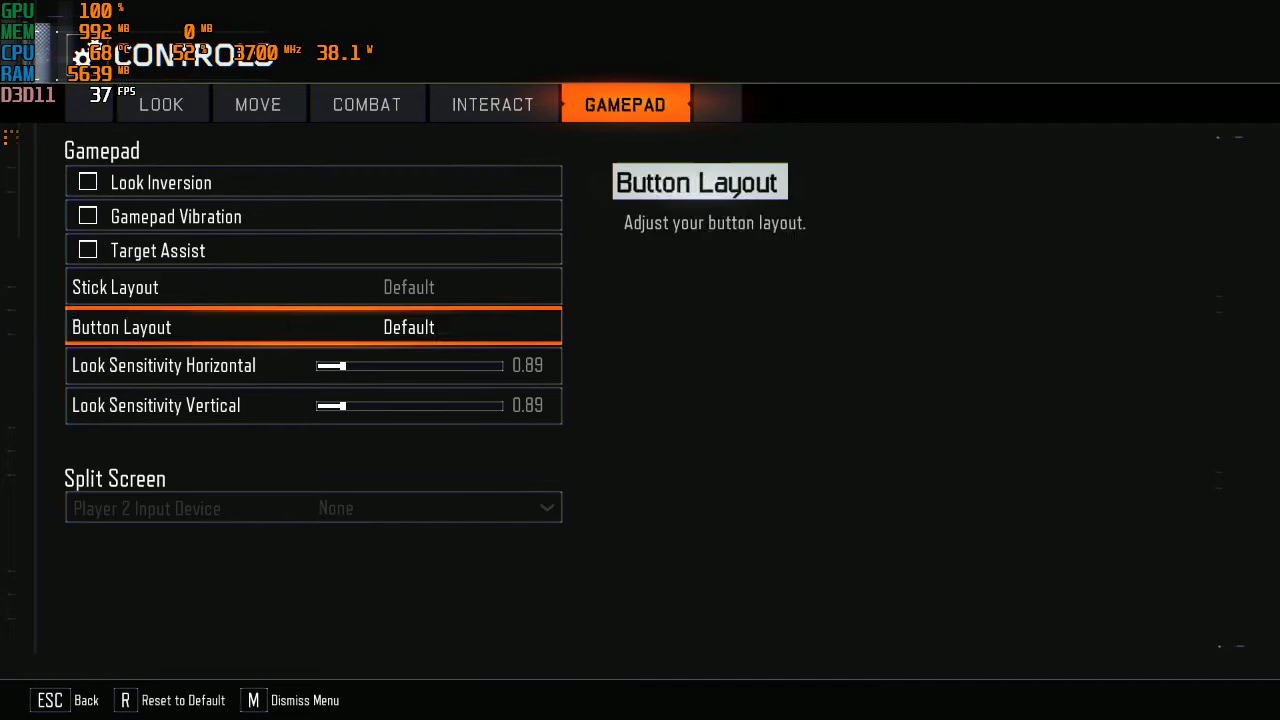 GPU 100 %
MEM 992 MB 0 MB
CPU 68 °C 52 % 3700 MHz 38.1 W
RAM 5639 MB
D3D11 37 FPS
CONTROLS
LOOK MOVE COMBAT INTERACT GAMEPAD
Gamepad
Look Inversion
Gamepad Vibration
Target Assist
Stick Layout Default
Button Layout Default
Look Sensitivity Horizontal 0.89
Look Sensitivity Vertical 0.89
Split Screen
Player 2 Input Device None
Button Layout
Adjust your button layout.
ESC Back R Reset to Default M Dismiss Menu